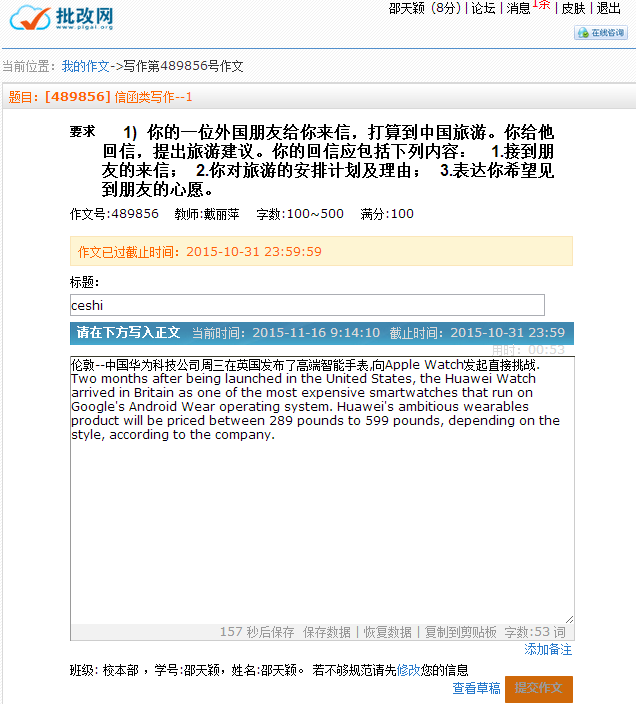 批改网
www.pigai.org
邵天颖（8分）| 论坛 | 消息1条 | 皮肤 | 退出
在线咨询
当前位置：我的作文->写作第489856号作文
题目：[489856] 信函类写作--1
要求 1) 你的一位外国朋友给你来信，打算到中国旅游。你给他
回信，提出旅游建议。你的回信应包括下列内容： 1.接到朋
友的来信； 2.你对旅游的安排计划及理由； 3.表达你希望见
到朋友的心愿。
作文号:489856 教师:戴丽萍 字数:100~500 满分:100
作文已过截止时间：2015-10-31 23:59:59
标题：
ceshi
请在下方写入正文 当前时间：2015-11-16 9:14:10 截止时间：2015-10-31 23:59
用时：00:53
伦敦--中国华为科技公司周三在英国发布了高端智能手表,向Apple Watch发起直接挑战.
Two months after being launched in the United States, the Huawei Watch
arrived in Britain as one of the most expensive smartwatches that run on
Google's Android Wear operating system. Huawei's ambitious wearables
product will be priced between 289 pounds to 599 pounds, depending on the
style, according to the company.
157 秒后保存 保存数据 | 恢复数据 | 复制到剪贴板 字数:53 词
添加备注
班级: 校本部 ，学号:邵天颖，姓名:邵天颖。 若不够规范请先修改您的信息
查看草稿 提交作文